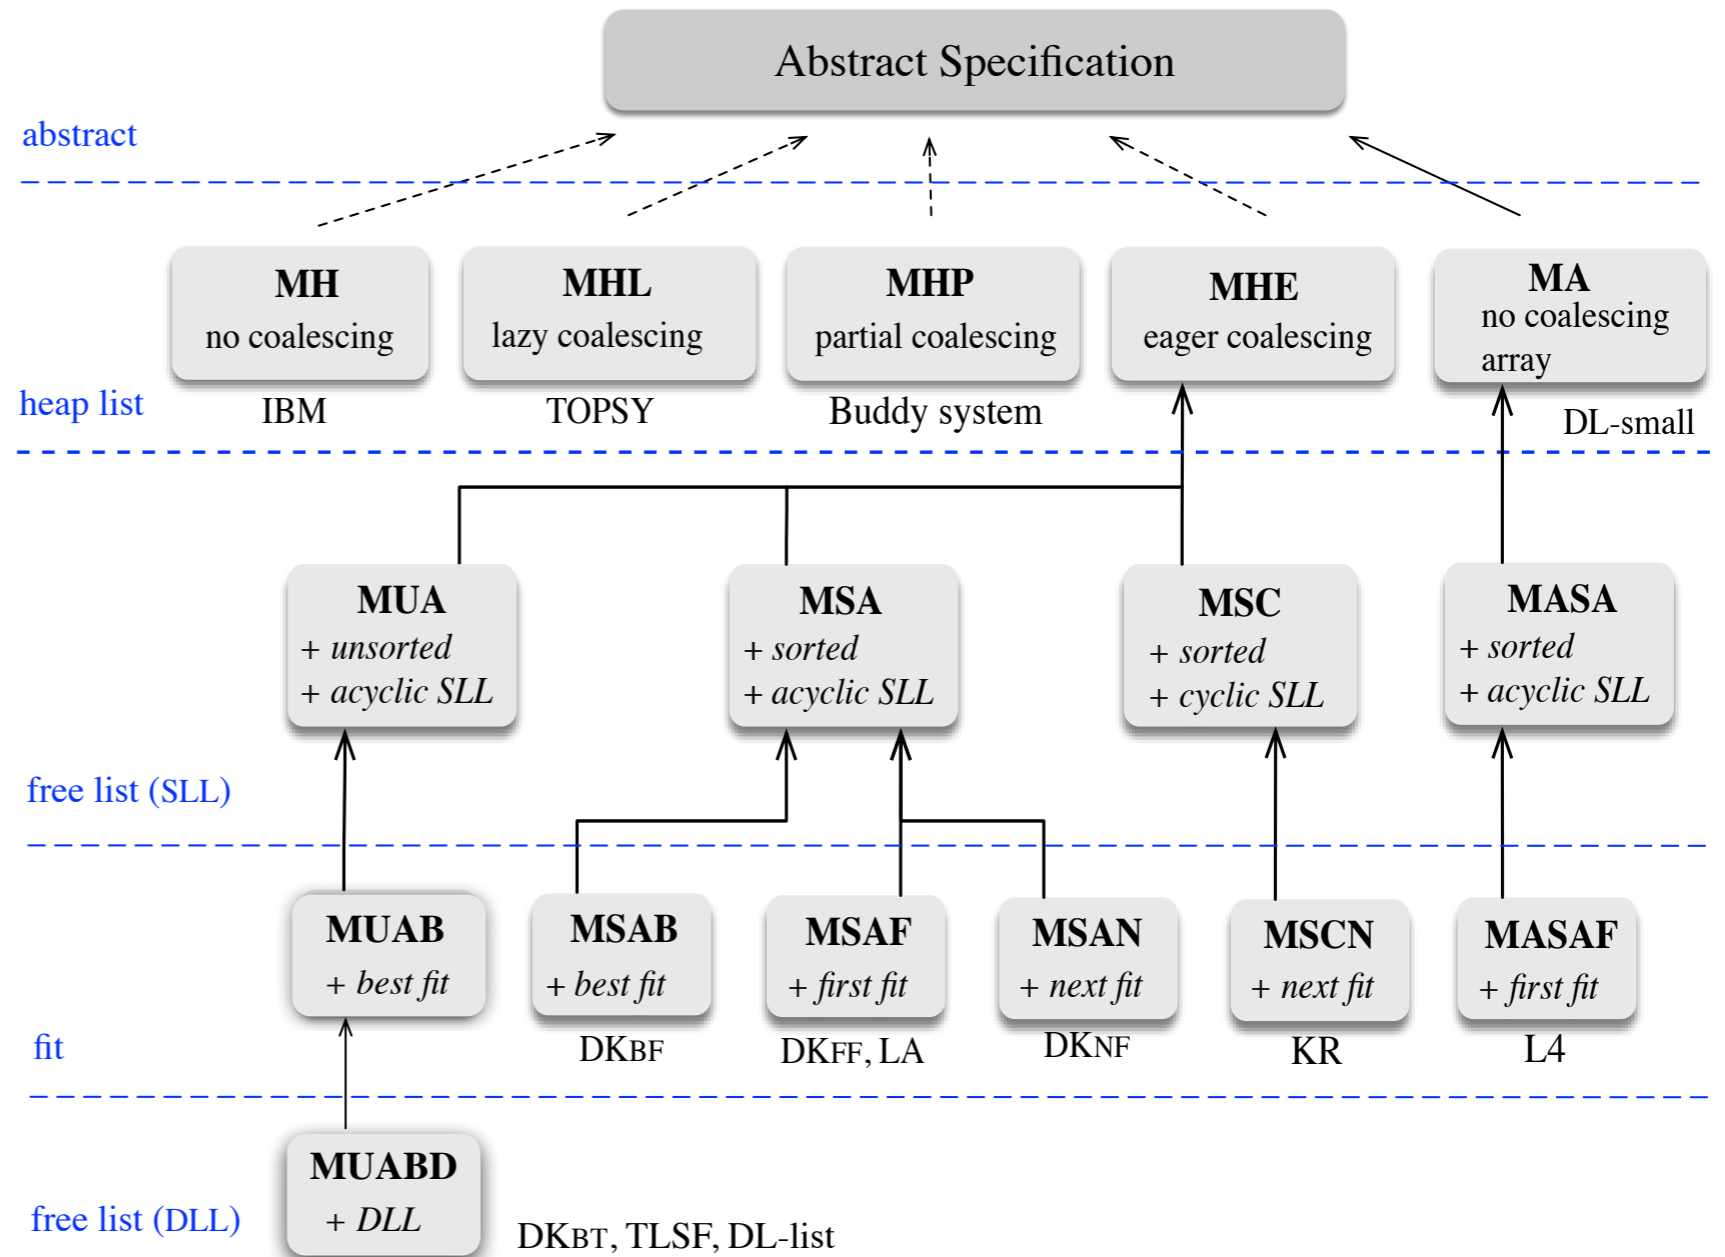 Abstract Specification
abstract
MH
no coalescing
IBM
MHL
lazy coalescing
TOPSY
MHP
partial coalescing
Buddy system
MHE
eager coalescing
MA
no coalescing
array
DL-small
heap list
MUA
+ unsorted
+ acyclic SLL
MSA
+ sorted
+ acyclic SLL
MSC
+ sorted
+ cyclic SLL
MASA
+ sorted
+ acyclic SLL
free list (SLL)
MUAB
+ best fit
MSAB
+ best fit
DKBF
MSAF
+ first fit
DKFF, LA
MSAN
+ next fit
DKNF
MSCN
+ next fit
KR
MASAF
+ first fit
L4
fit
MUABD
+ DLL
free list (DLL)
DKBT, TLSF, DL-list